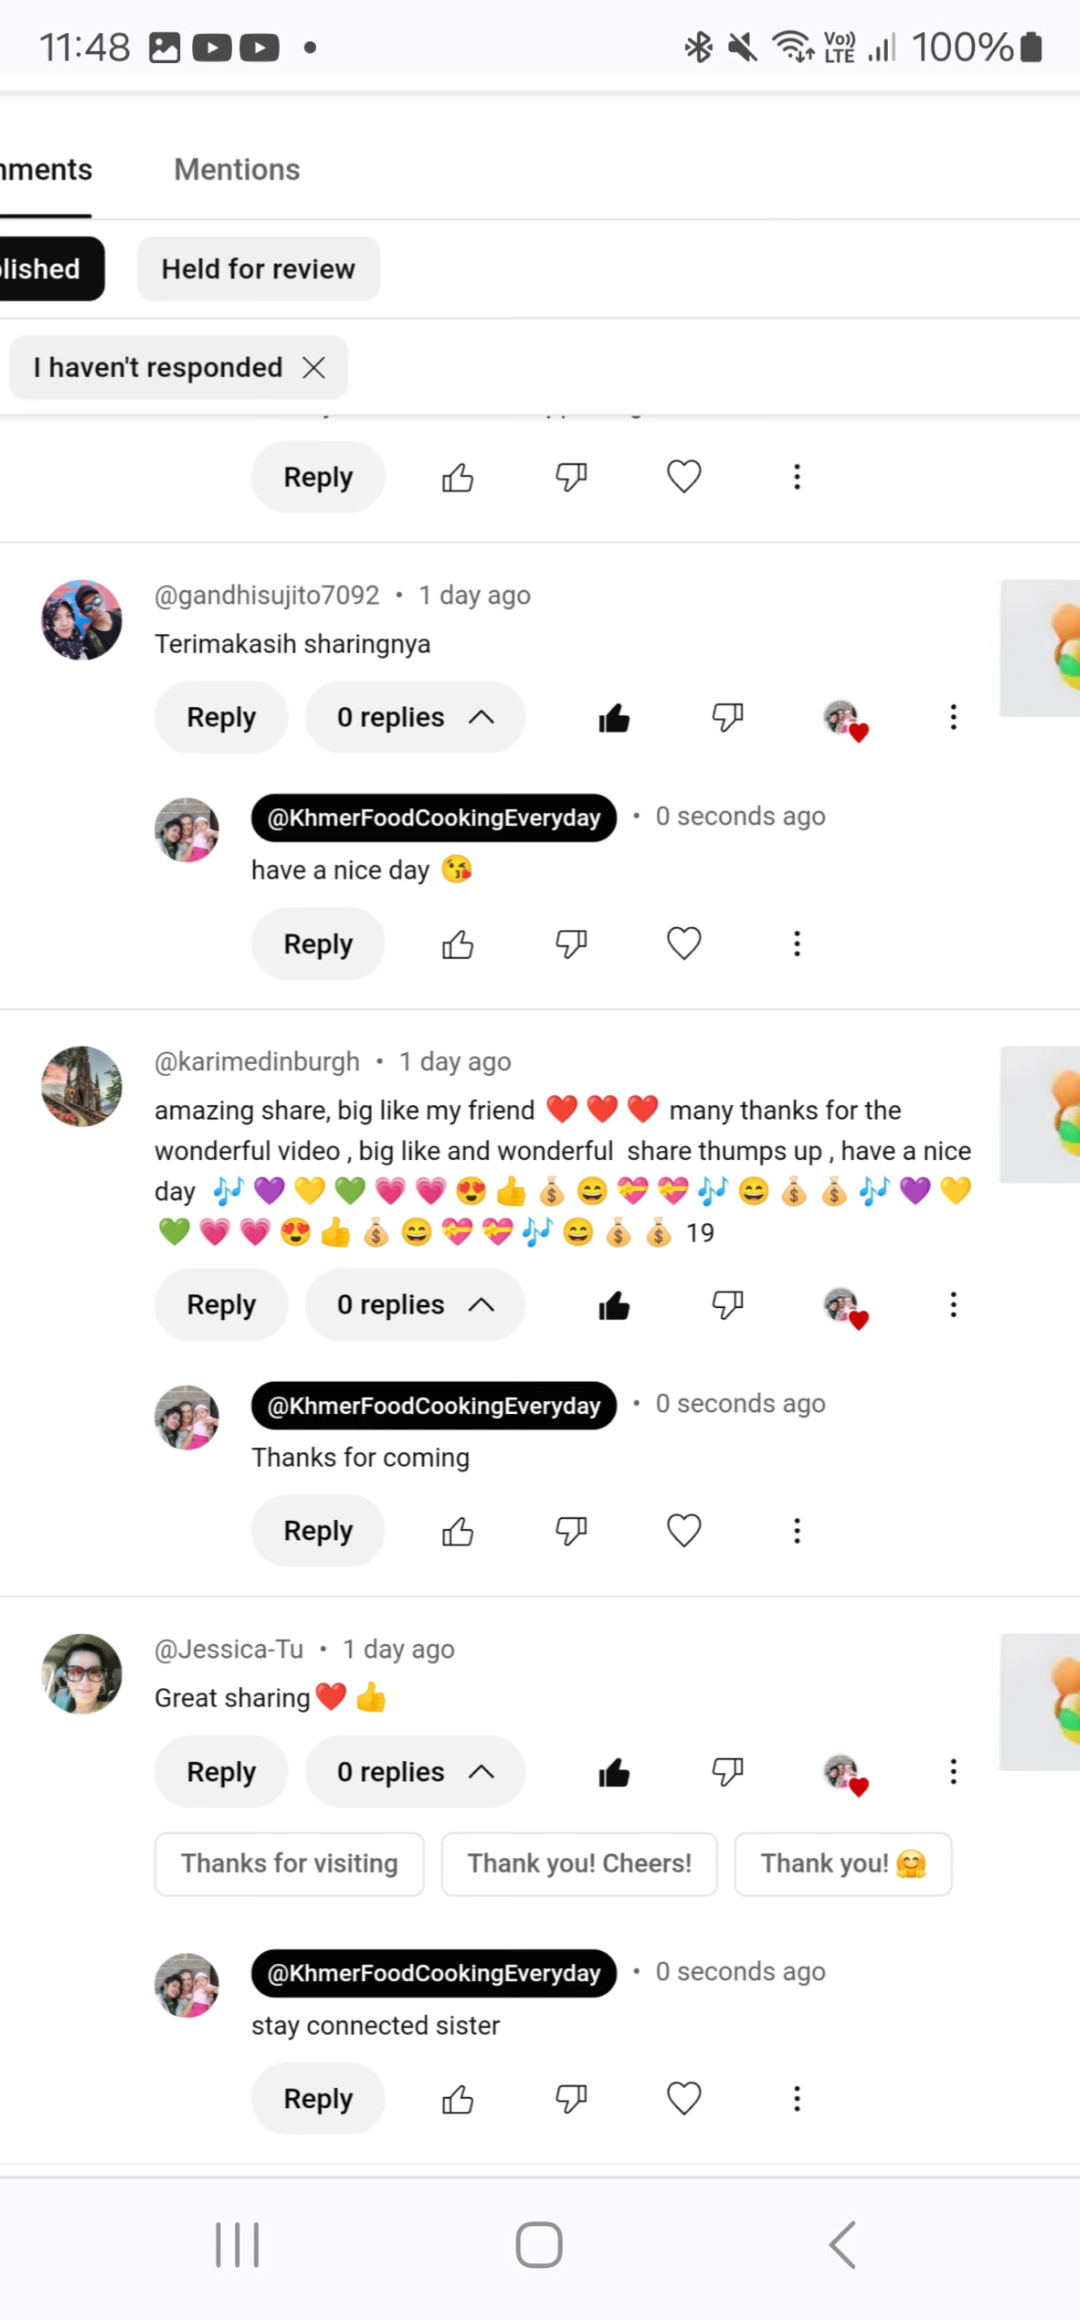 11:48 Vo)) LTE 100%
mments Mentions
lished Held for review
I haven't responded
Reply
@gandhisujito7092 • 1 day ago
Terimakasih sharingnya
Reply 0 replies
@KhmerFoodCookingEveryday • 0 seconds ago
have a nice day 😘
Reply
@karimedinburgh • 1 day ago
amazing share, big like my friend ❤️ ❤️ ❤️ many thanks for the
wonderful video , big like and wonderful share thumps up , have a nice
day 🎶💜💛💚💗💗😍👍💰😄💝💝🎶😄💰💰🎶💜💛
💚💗💗😍👍💰😄💝💝🎶😄💰💰 19
Reply 0 replies
@KhmerFoodCookingEveryday • 0 seconds ago
Thanks for coming
Reply
@Jessica-Tu • 1 day ago
Great sharing❤️👍
Reply 0 replies
Thanks for visiting Thank you! Cheers! Thank you!🤗
@KhmerFoodCookingEveryday • 0 seconds ago
stay connected sister
Reply